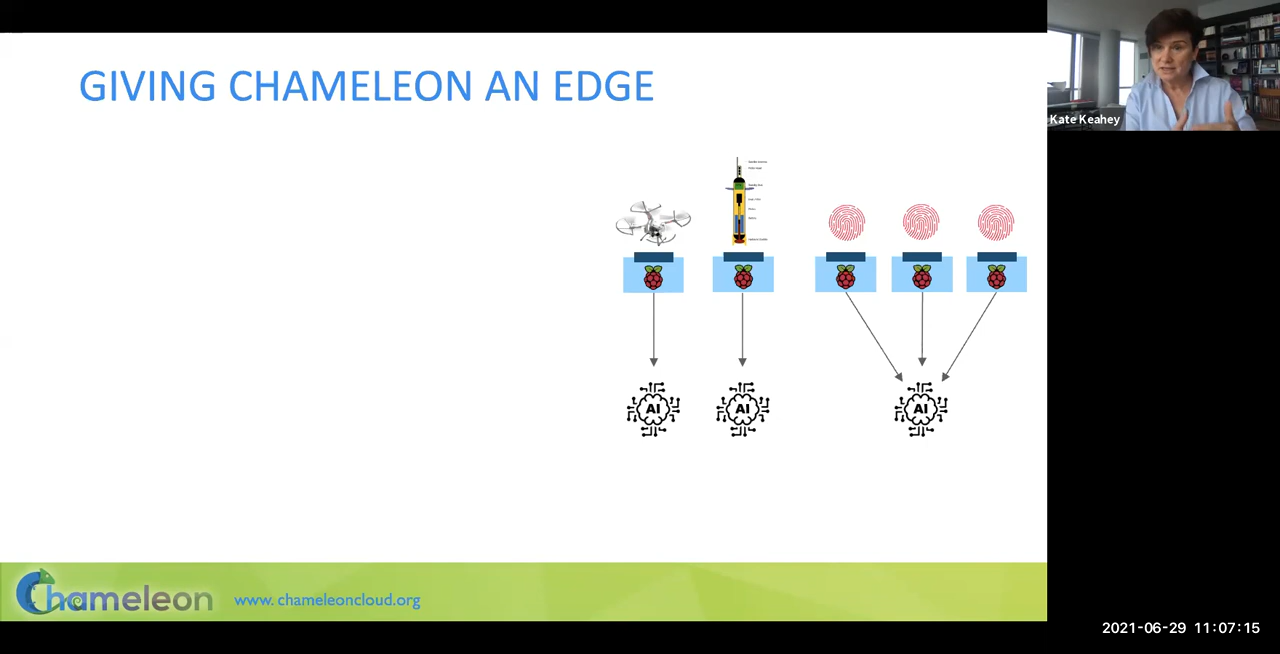 GIVING CHAMELEON AN EDGE
Kate Keahey
AI
AI
AI
Chameleon
www. chameleoncloud.org
2021-06-29 11:07:15